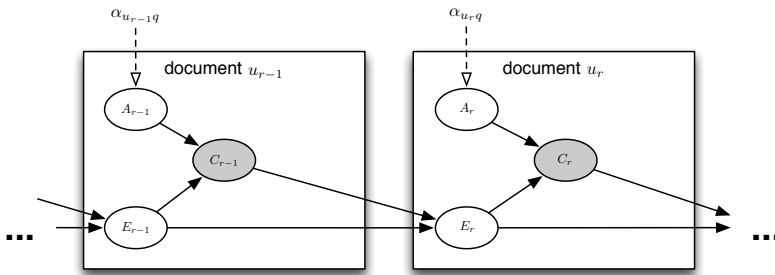 α_{u_{r−1}q} α_{u_r q}
document u_{r−1} document u_r
A_{r−1} A_r
C_{r−1} C_r
... E_{r−1} E_r ...